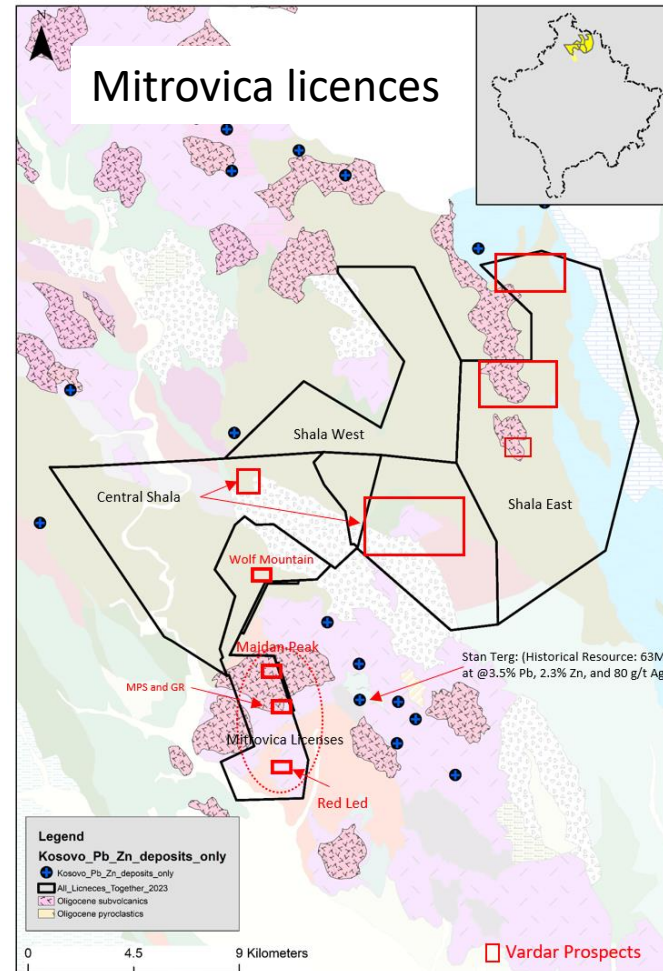 N
Mitrovica licences
Shala West
Central Shala
Shala East
Wolf Mountain
Majdan Peak
Stan Terg: (Historical Resource: 63M
at @3.5% Pb, 2.3% Zn, and 80 g/t Ag
MPS and GR
Mitrovica Licenses
Red Led
Legend
Kosovo_Pb_Zn_deposits_only
Kosovo_Pb_Zn_deposits_only
All_Licneces_Together_2023
Oligocene subvolcanics
Oligocene pyroclastics
0 4.5 9 Kilometers
Vardar Prospects